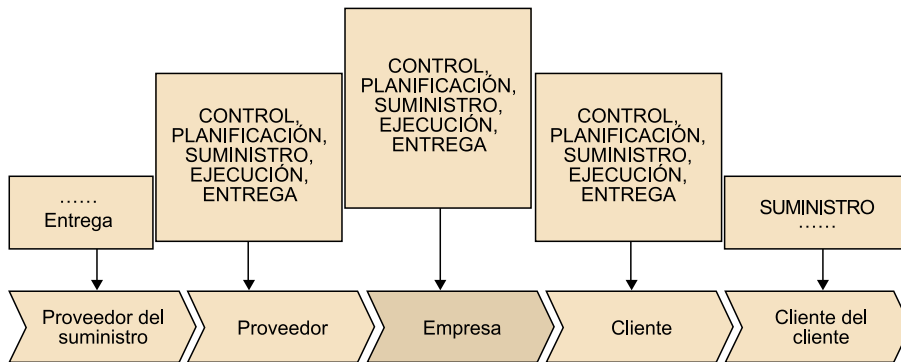 CONTROL,
PLANIFICACIÓN,
SUMINISTRO,
EJECUCIÓN,
ENTREGA
CONTROL,
PLANIFICACIÓN,
SUMINISTRO,
EJECUCIÓN,
ENTREGA
CONTROL,
PLANIFICACIÓN,
SUMINISTRO,
EJECUCIÓN,
ENTREGA
......
Entrega
SUMINISTRO
......
Proveedor del
suministro
Proveedor
Empresa
Cliente
Cliente del
cliente